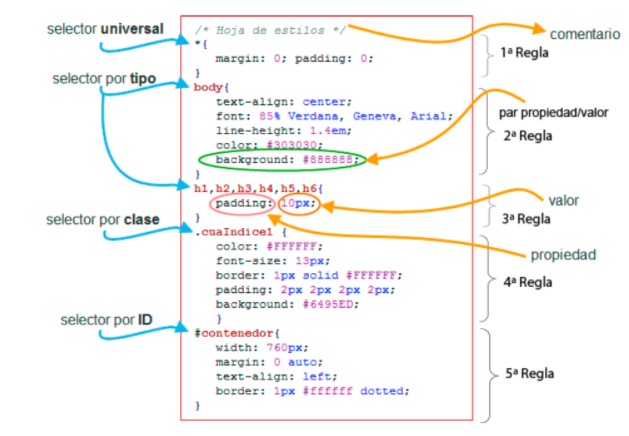 selector universal
/* Hoja de estilos */
comentario
*{
margin: 0; padding: 0;
1ª Regla
}
selector por tipo
body{
text-align: center;
par propiedad/valor
font: 85% Verdana, Geneva, Arial;
line-height: 1.4em;
2ª Regla
color: #303030;
background: #888888;
}
h1,h2,h3,h4,h5,h6{
padding: 10px;
valor
3ª Regla
}
selector por clase
.cuaIndice1 {
color: #FFFFFF;
propiedad
font-size: 13px;
border: 1px solid #FFFFFF;
4ª Regla
padding: 2px 2px 2px 2px;
background: #6495ED;
}
selector por ID
#contenedor{
width: 760px;
margin: 0 auto;
5ª Regla
text-align: left;
border: 1px #ffffff dotted;
}